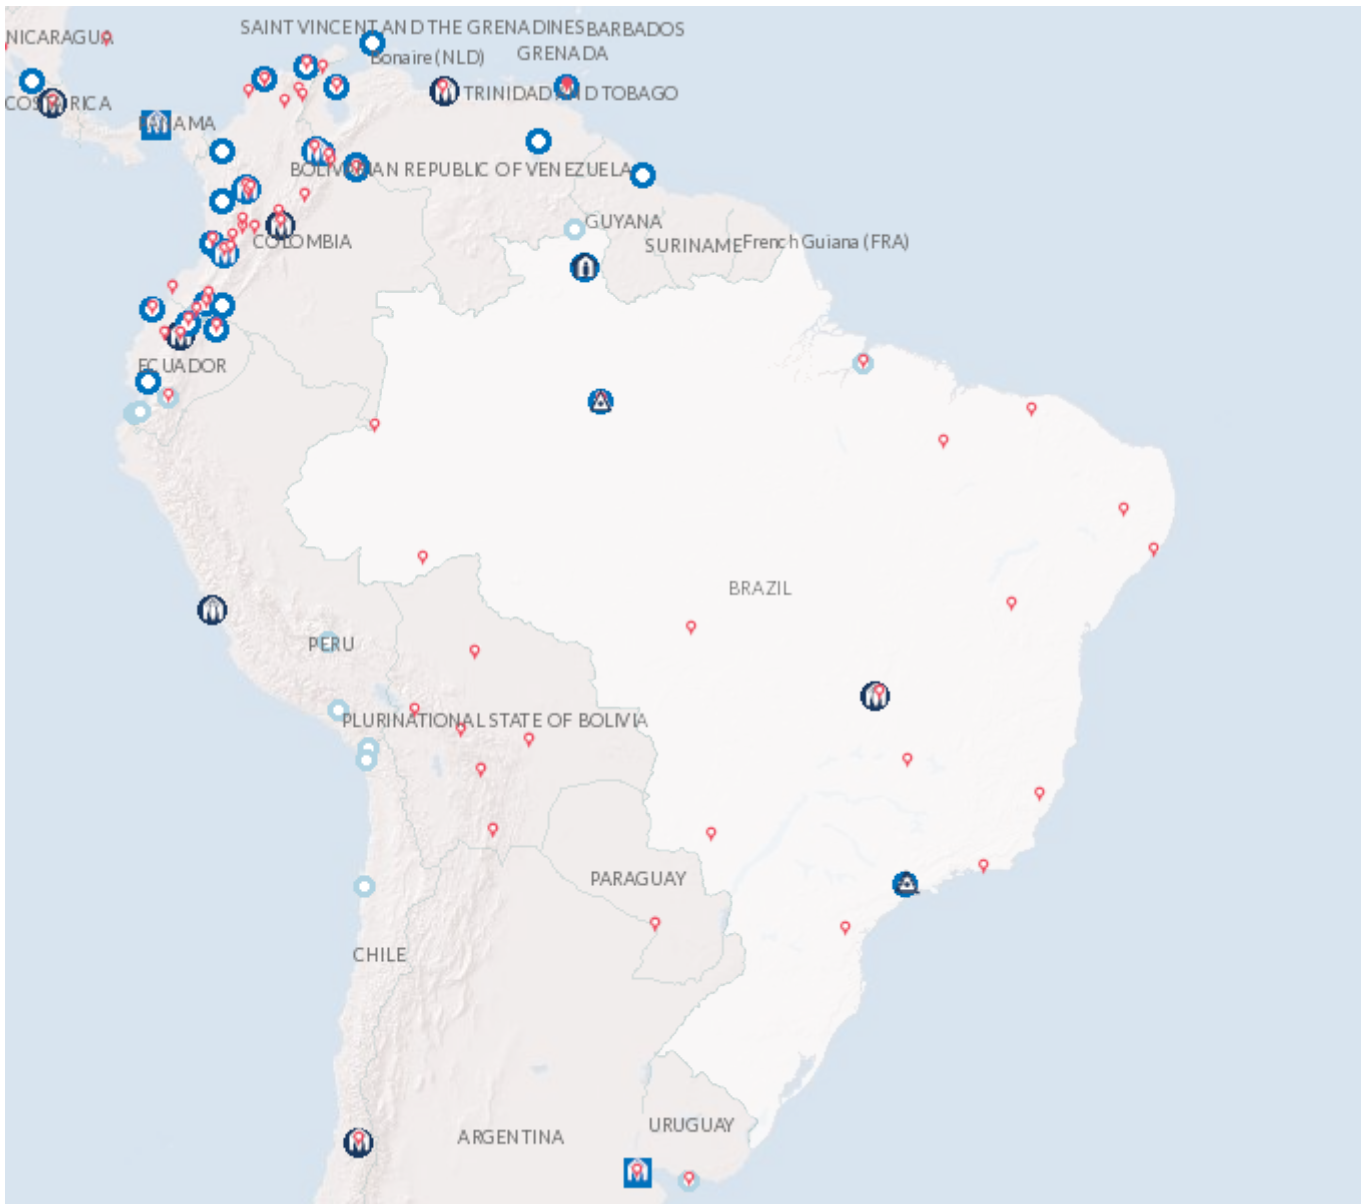 SAINT VINCENT AND THE GRENADINES
BARBADOS
NICARAGUA
Bonaire (NLD)
GRENADA
COSTA RICA
TRINIDAD AND TOBAGO
PANAMA
BOLIVARIAN REPUBLIC OF VENEZUELA
GUYANA
COLOMBIA
SURINAME
French Guiana (FRA)
ECUADOR
BRAZIL
PERU
PLURINATIONAL STATE OF BOLIVIA
PARAGUAY
CHILE
URUGUAY
ARGENTINA